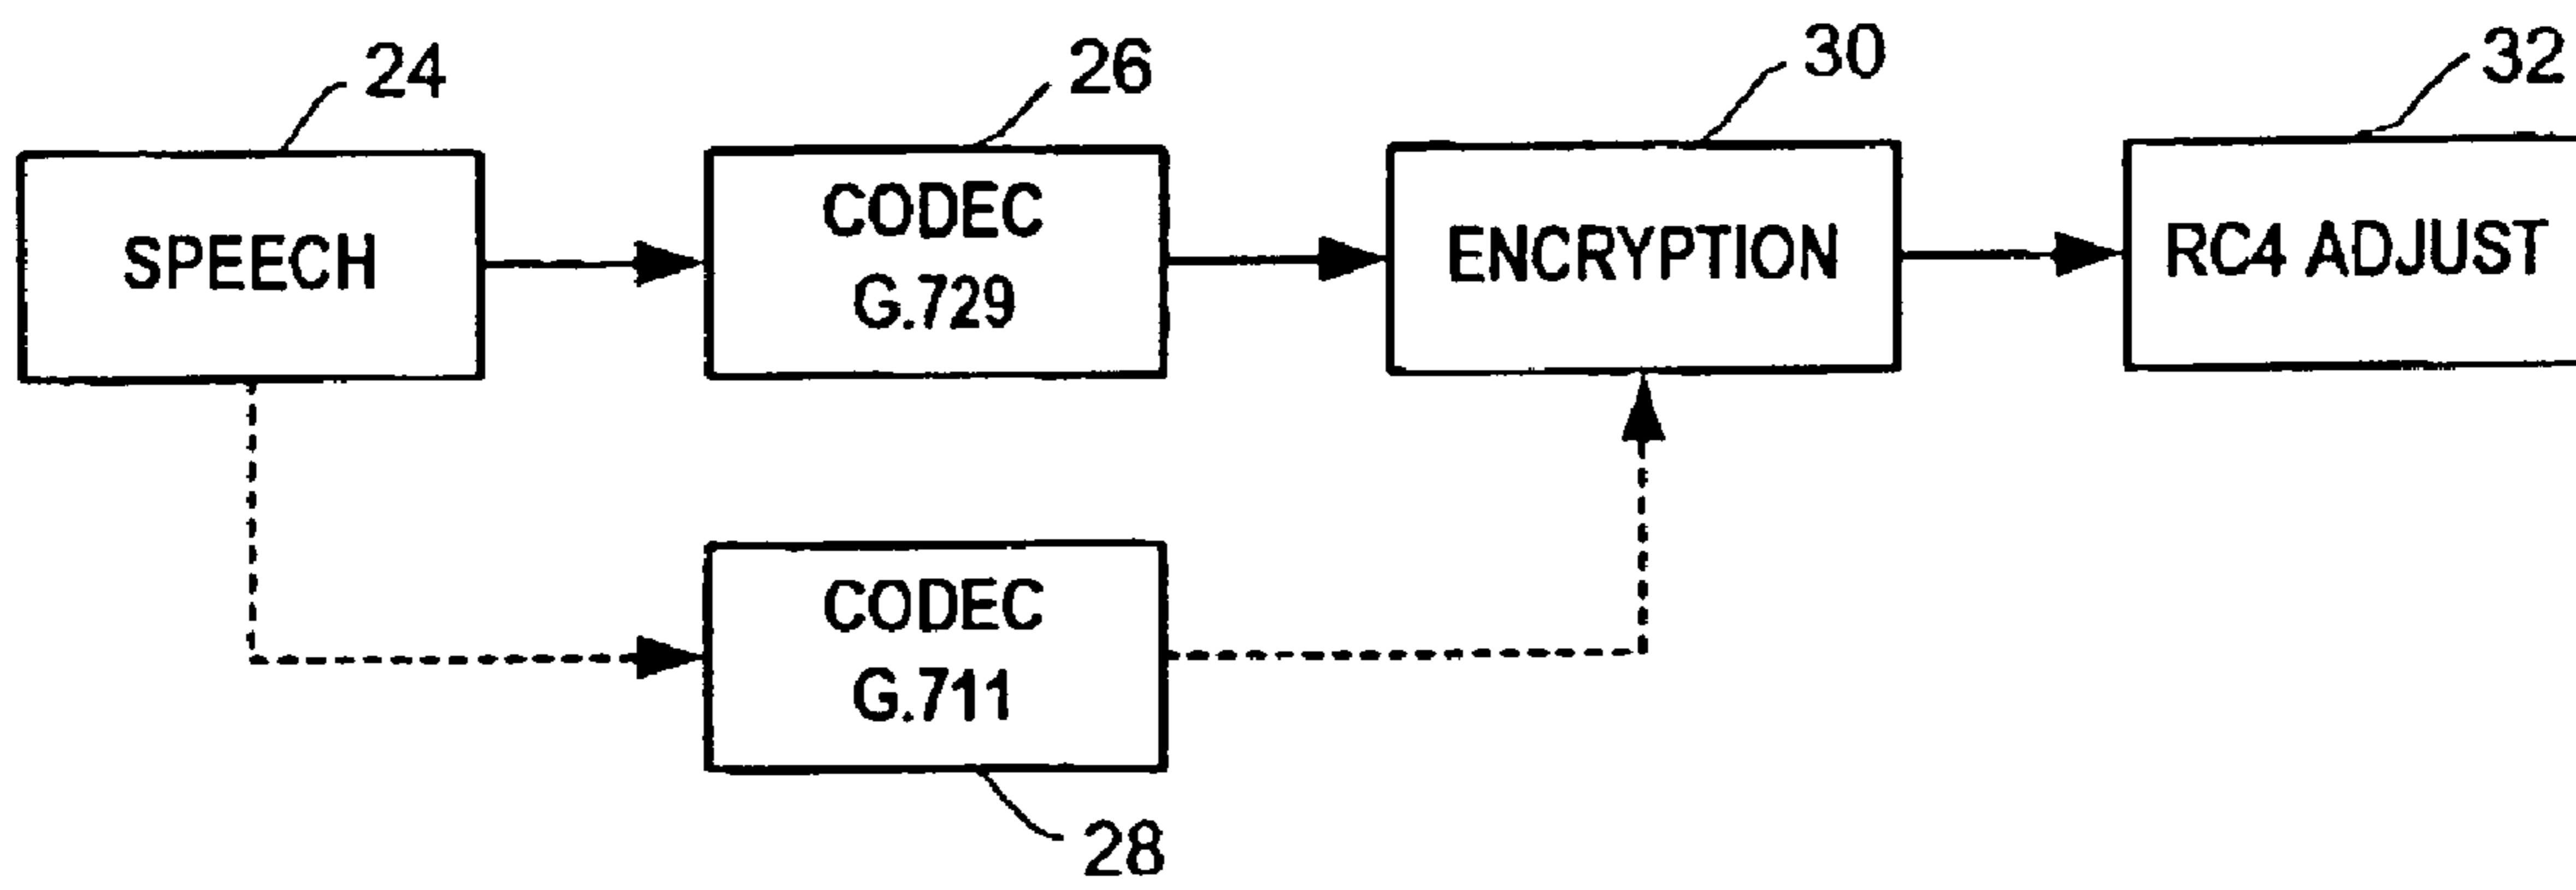 24
26
30
32
SPEECH
CODEC
G.729
ENCRYPTION
RC4 ADJUST
CODEC
G.711
28